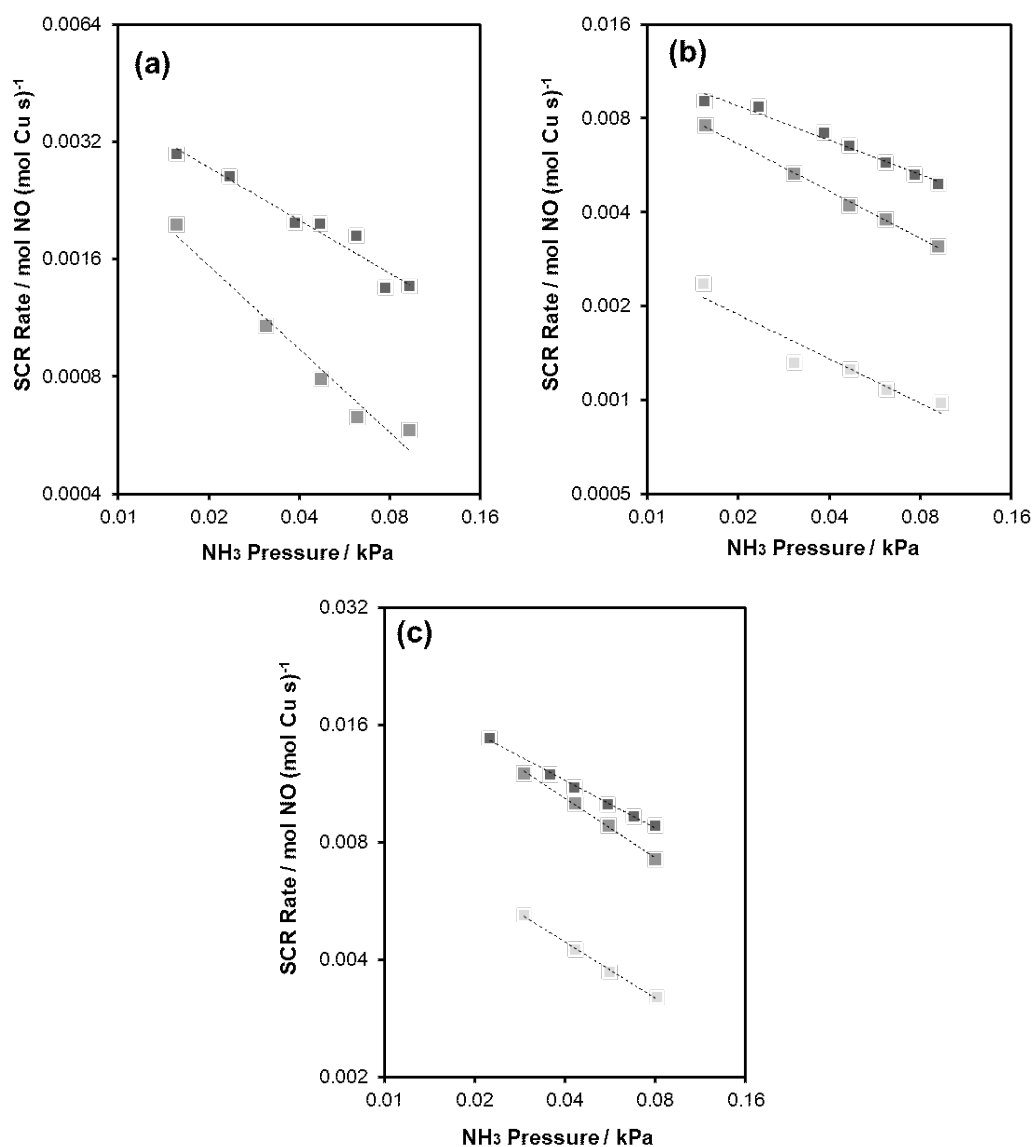 (a)
SCR Rate / mol NO (mol Cu s)-1
0.0064
0.0032
0.0016
0.0008
0.0004
0.01 0.02 0.04 0.08 0.16
NH3 Pressure / kPa
(b)
SCR Rate / mol NO (mol Cu s)-1
0.016
0.008
0.004
0.002
0.001
0.0005
0.01 0.02 0.04 0.08 0.16
NH3 Pressure / kPa
(c)
SCR Rate / mol NO (mol Cu s)-1
0.032
0.016
0.008
0.004
0.002
0.01 0.02 0.04 0.08 0.16
NH3 Pressure / kPa